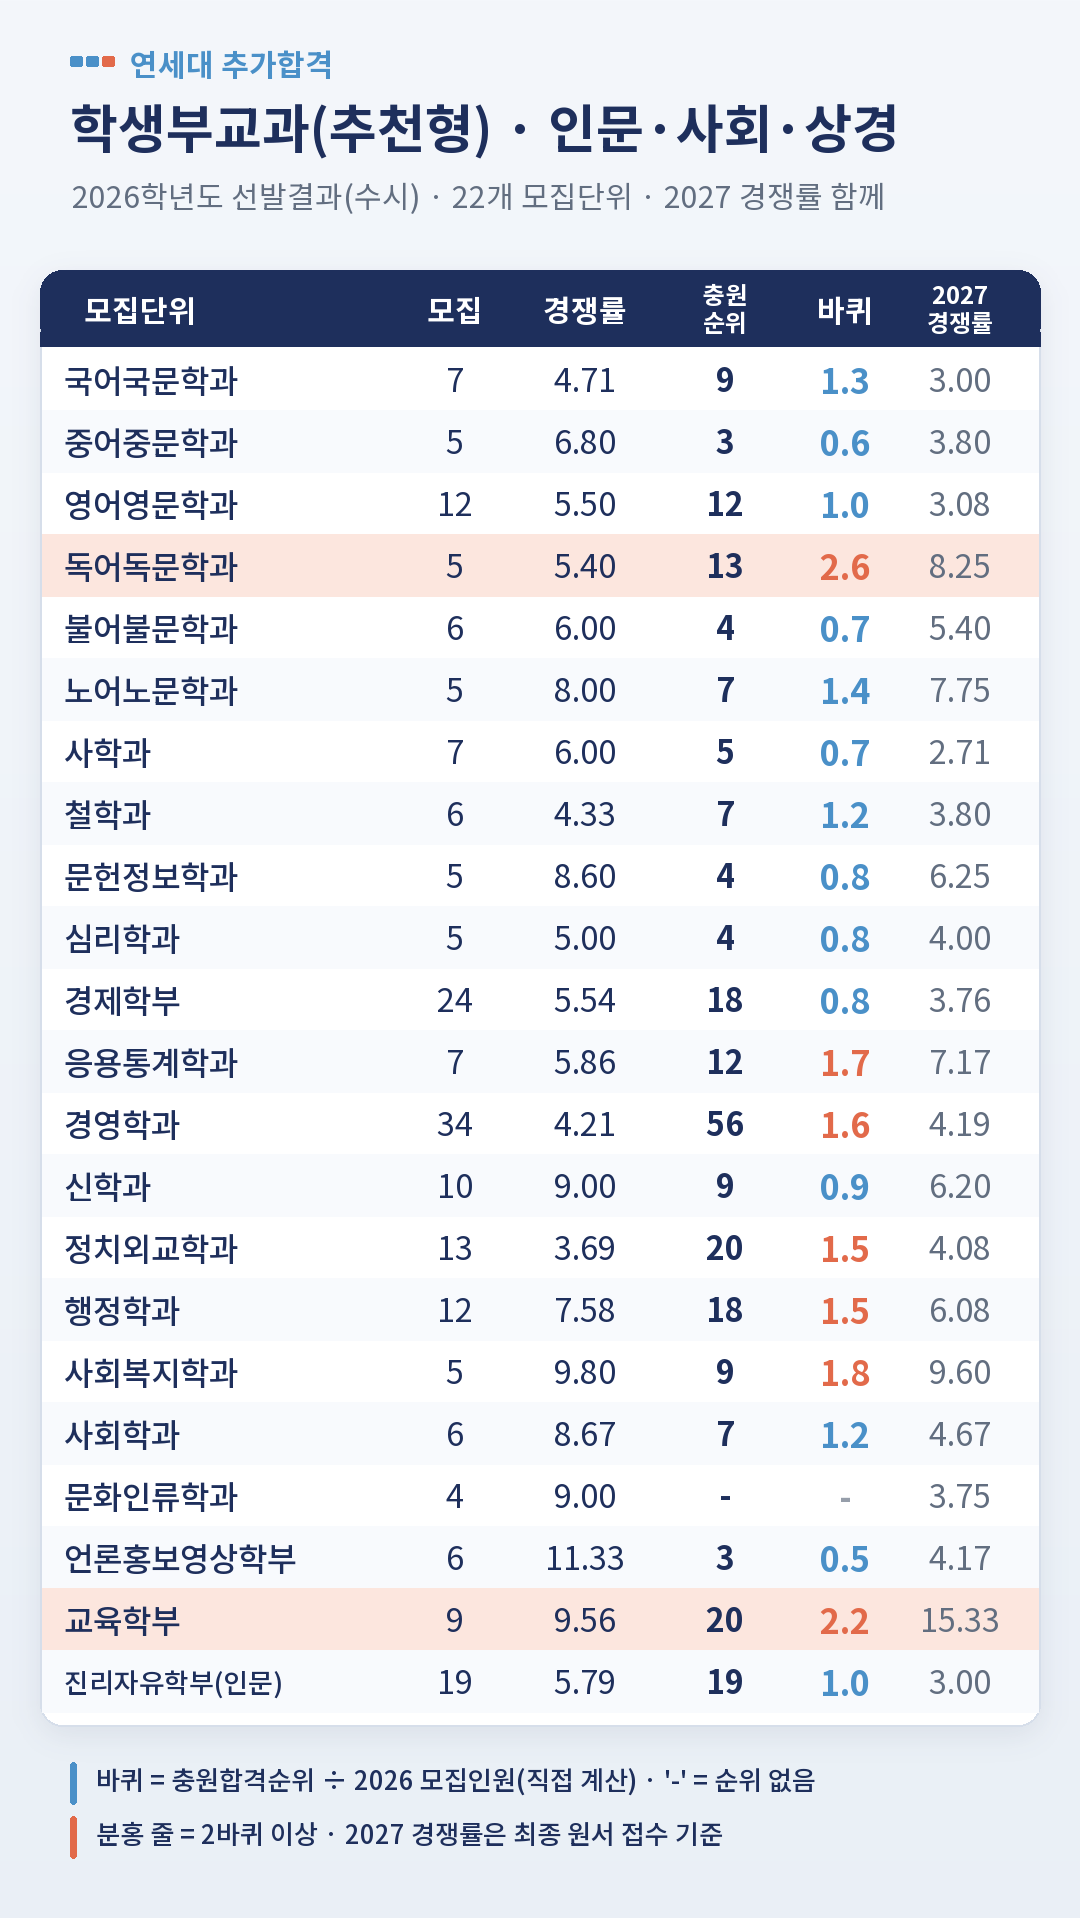 연세대 추가합격
학생부교과(추천형) · 인문·사회·상경
2026학년도 선발결과(수시) · 22개 모집단위 · 2027 경쟁률 함께
모집단위 모집 경쟁률 충원 순위 바퀴 2027 경쟁률
국어국문학과 7 4.71 9 1.3 3.00
중어중문학과 5 6.80 3 0.6 3.80
영어영문학과 12 5.50 12 1.0 3.08
독어독문학과 5 5.40 13 2.6 8.25
불어불문학과 6 6.00 4 0.7 5.40
노어노문학과 5 8.00 7 1.4 7.75
사학과 7 6.00 5 0.7 2.71
철학과 6 4.33 7 1.2 3.80
문헌정보학과 5 8.60 4 0.8 6.25
심리학과 5 5.00 4 0.8 4.00
경제학부 24 5.54 18 0.8 3.76
응용통계학과 7 5.86 12 1.7 7.17
경영학과 34 4.21 56 1.6 4.19
신학과 10 9.00 9 0.9 6.20
정치외교학과 13 3.69 20 1.5 4.08
행정학과 12 7.58 18 1.5 6.08
사회복지학과 5 9.80 9 1.8 9.60
사회학과 6 8.67 7 1.2 4.67
문화인류학과 4 9.00 - - 3.75
언론홍보영상학부 6 11.33 3 0.5 4.17
교육학부 9 9.56 20 2.2 15.33
진리자유학부(인문) 19 5.79 19 1.0 3.00
바퀴 = 충원합격순위 ÷ 2026 모집인원(직접 계산) · '-' = 순위 없음
분홍 줄 = 2바퀴 이상 · 2027 경쟁률은 최종 원서 접수 기준